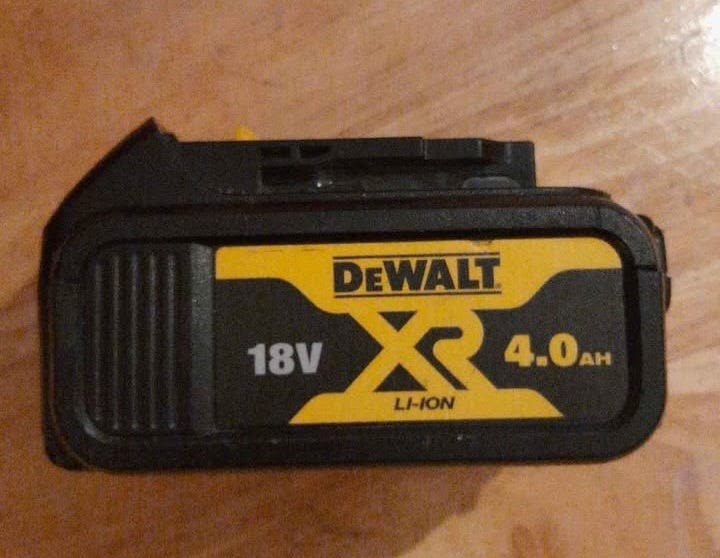 DEWALT
18V XR 4.0AH
LI-ION